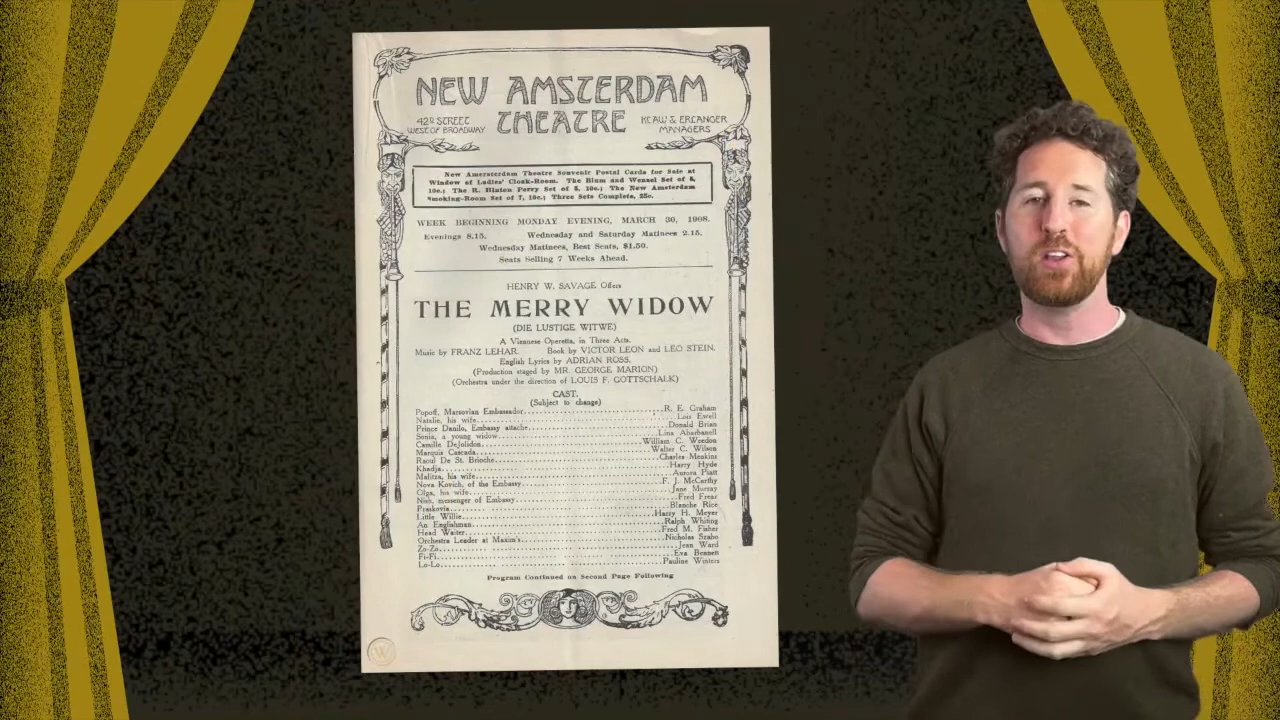 NEW AMSTERDAM
THEATRE
42D STREET
WEST OF BROADWAY
KLAW & ERLANGER
MANAGERS
New Amersterdam Theatre Souvenir Postal Cards for Sale at
Window of Ladies' Cloak-Room. The Blum and Wenzel Set of 8,
10c.; The R. Hinton Perry Set of 5, 10c.; The New Amsterdam
Smoking-Room Set of 7, 10c.; Three Sets Complete, 25c.
WEEK BEGINNING MONDAY EVENING, MARCH 30, 1908.
Evenings 8.15. Wednesday and Saturday Matinees 2.15.
Wednesday Matinees, Best Seats, $1.50.
Seats Selling 7 Weeks Ahead.
HENRY W. SAVAGE Offers
THE MERRY WIDOW
(DIE LUSTIGE WITWE)
A Viennese Operetta, in Three Acts.
Music by FRANZ LEHAR. Book by VICTOR LEON and LEO STEIN.
English Lyrics by ADRIAN ROSS.
(Production staged by MR. GEORGE MARION)
(Orchestra under the direction of LOUIS F. GOTTSCHALK)
CAST.
(Subject to change)
Popoff, Marsovian Embassador R. E. Graham
Natalie, his wife Lois Ewell
Prince Danilo, Embassy attache Donald Brian
Sonia, a young widow Lina Abarbanell
Camille DeJolidon William C. Weedon
Marquis Cascada Walter C. Wilson
Raoul De St. Brioche Charles Meakins
Khadja Harry Hyde
Malitza, his wife Aurora Piatt
Nova Kovich, of the Embassy F. J. McCarthy
Olga, his wife Jane Murray
Nish, messenger of Embassy Fred Frear
Praskovia Blanche Rice
Little Willie Harry H. Meyer
An Englishman Ralph Whiting
Head Waiter Fred M. Fisher
Orchestra Leader at Maxim's Nicholas Szabo
Zo-Zo Jean Ward
Fi-Fi Eva Bennett
Lo-Lo Pauline Winters
Program Continued on Second Page Following
W